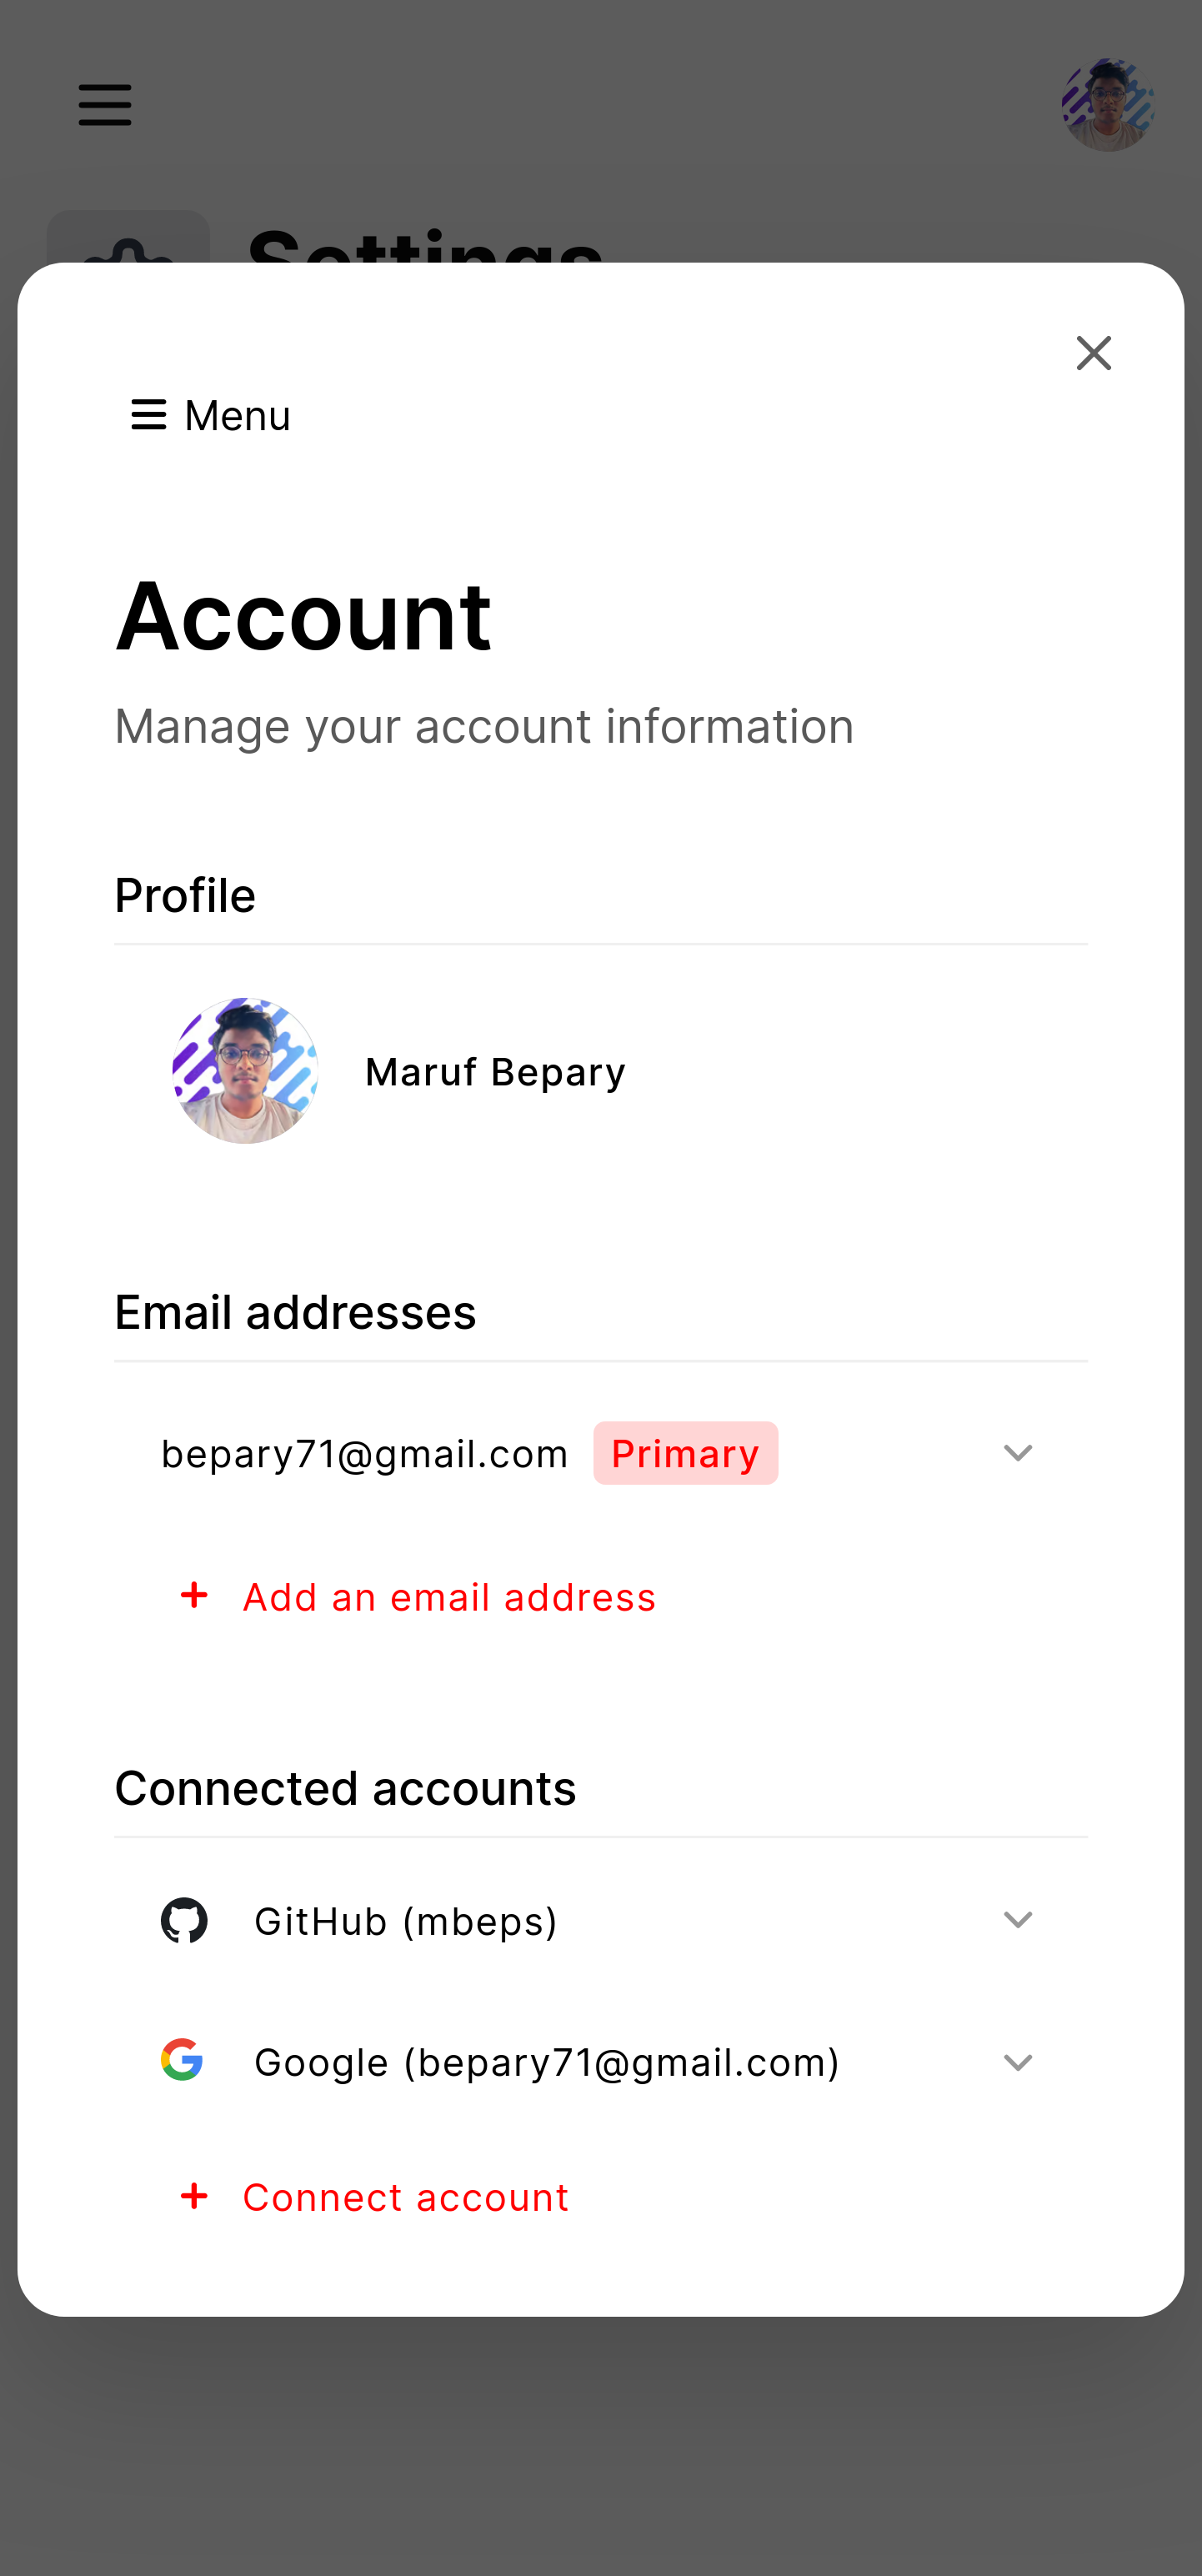 Settings
Menu
Account
Manage your account information
Profile
Maruf Bepary
Email addresses
bepary71@gmail.com Primary
Add an email address
Connected accounts
GitHub (mbeps)
Google (bepary71@gmail.com)
Connect account